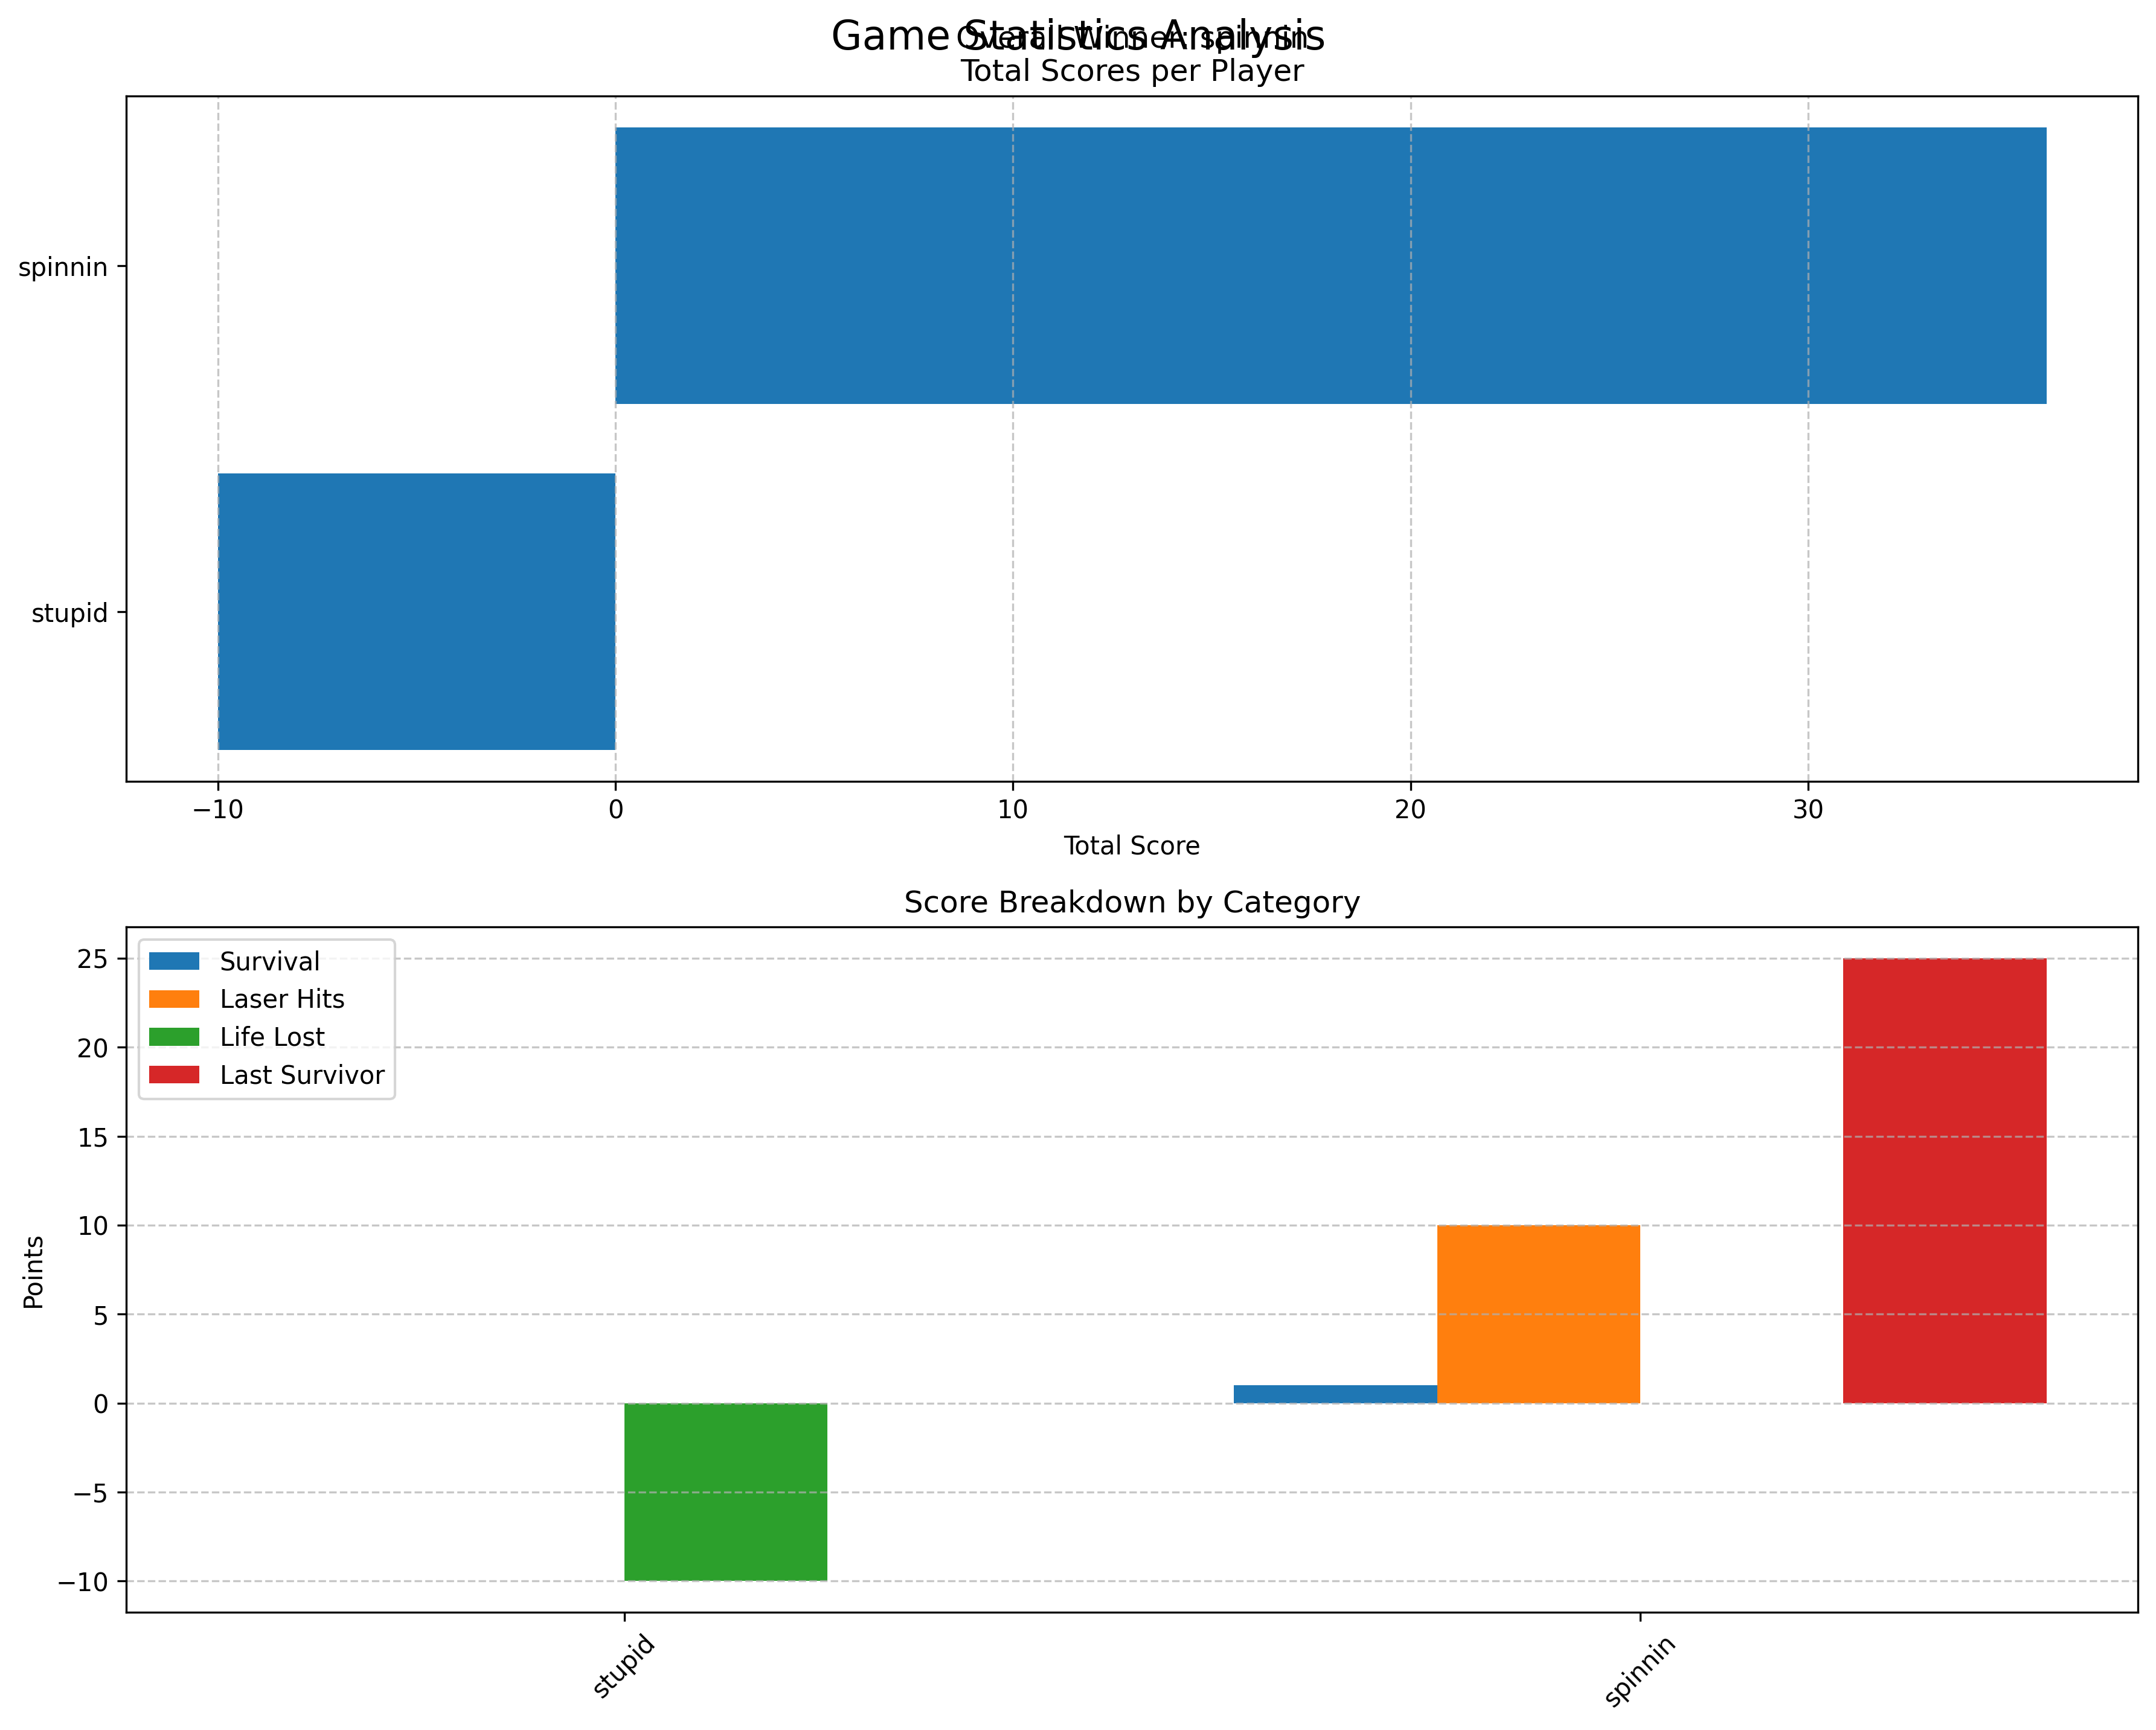 Game Statistics Analysis
Overall Winner: spinnin
Total Scores per Player
spinnin
stupid
−10 0 10 20 30
Total Score
Score Breakdown by Category
Survival
Laser Hits
Life Lost
Last Survivor
25
20
15
10
5
0
−5
−10
Points
stupid spinnin